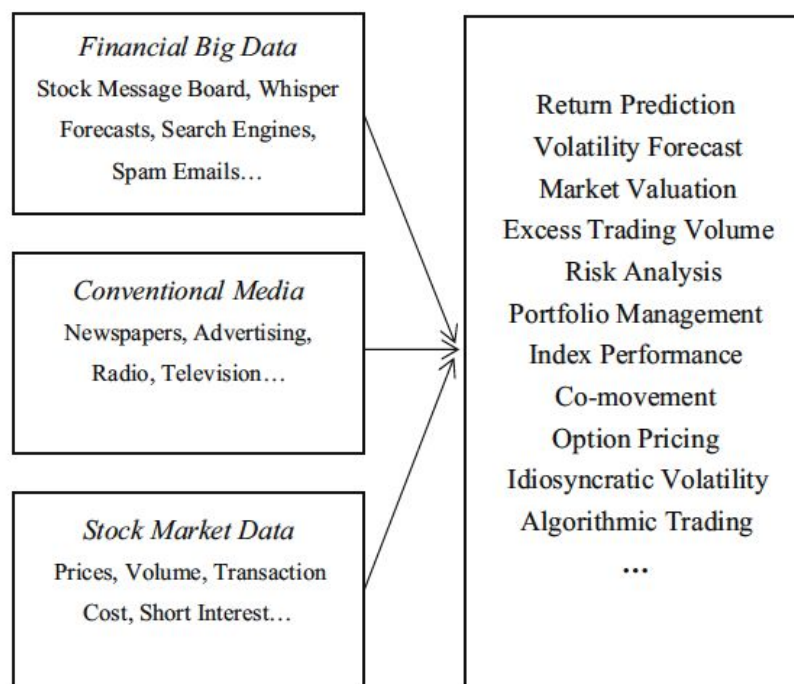 Financial Big Data
Stock Message Board, Whisper
Forecasts, Search Engines,
Spam Emails…
Conventional Media
Newspapers, Advertising,
Radio, Television…
Stock Market Data
Prices, Volume, Transaction
Cost, Short Interest…
Return Prediction
Volatility Forecast
Market Valuation
Excess Trading Volume
Risk Analysis
Portfolio Management
Index Performance
Co-movement
Option Pricing
Idiosyncratic Volatility
Algorithmic Trading
…